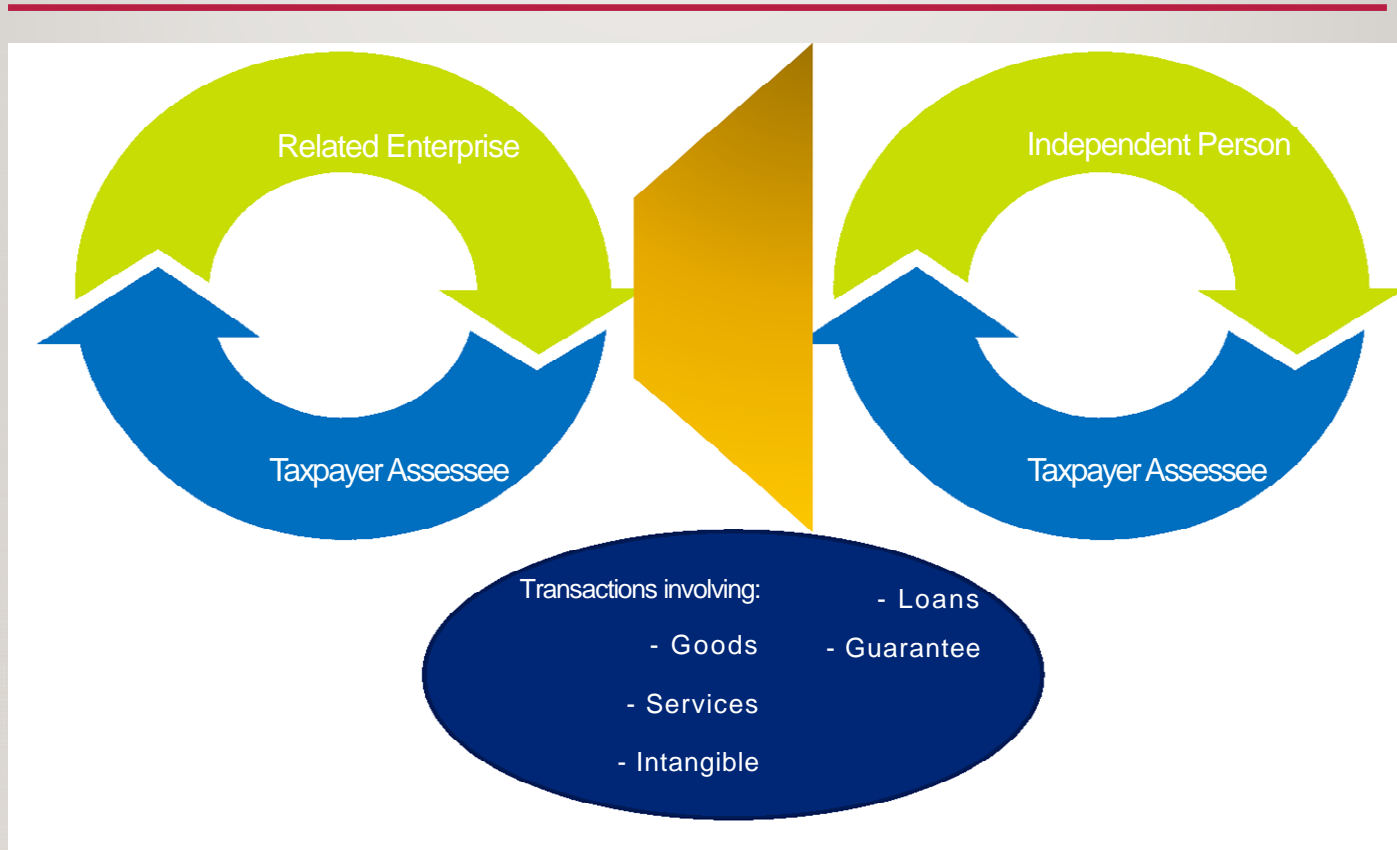 Related Enterprise
Taxpayer Assessee
Independent Person
Taxpayer Assessee
Transactions involving:
- Goods
- Services
- Intangible
- Loans
- Guarantee